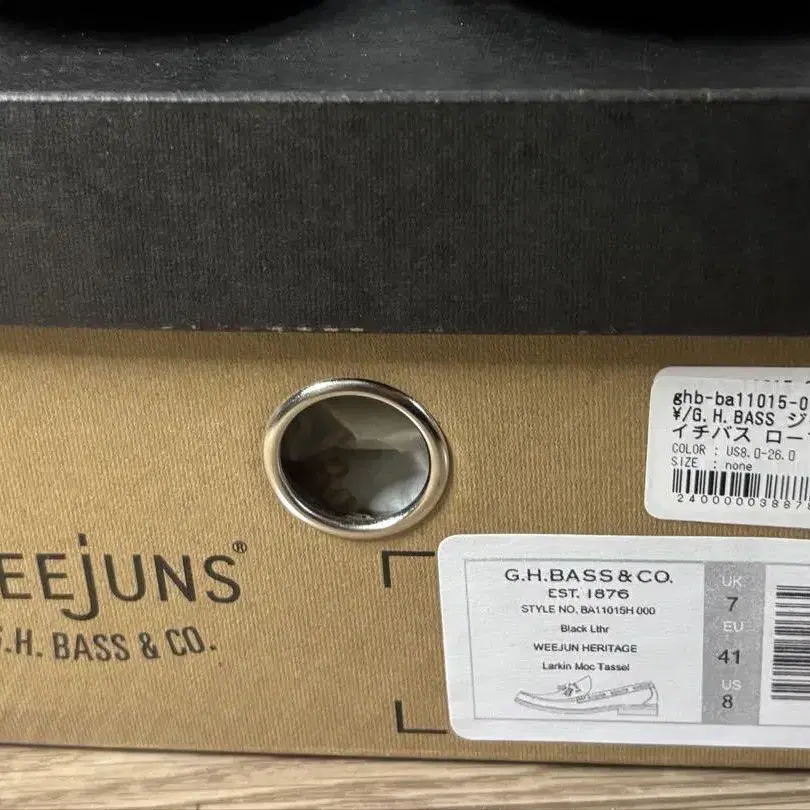 ghb-ba11015-0
¥/G.H.BASS ジ
イチバス ロー
COLOR : US8.0-26.0
SIZE : none
EEjUNS®
.H. BASS & CO.
G.H.BASS & CO.
EST. 1876
STYLE NO. BA11015H 000
Black Lthr
WEEJUN HERITAGE
Larkin Moc Tassel
UK
7
EU
41
US
8